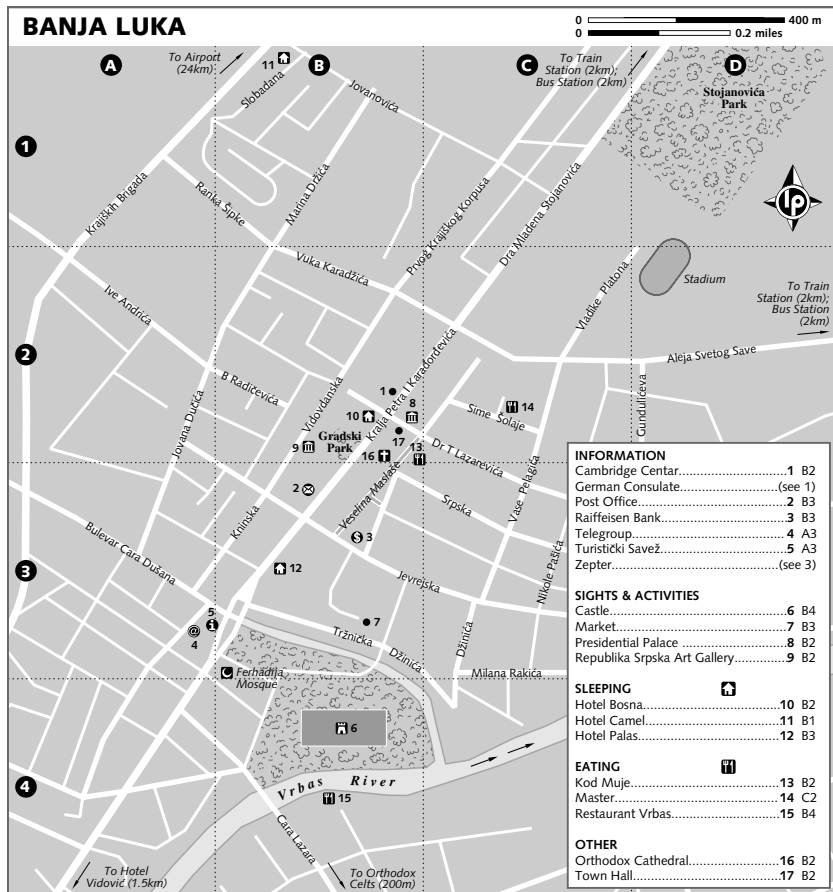 BANJA LUKA
0 400 m
0 0.2 miles
A
B
C
D
To Airport
(24km)
To Train
Station (2km);
Bus Station (2km)
11
Slobadana
Jovanovića
Stojanovića
Park
1
Krajiških Brigada
Ranka Šipke
Marina Držića
Prvog Krajiškog Korpusa
Dra Mladena Stojanovića
lp
Vuka Karadžića
Vladike Platona
Stadium
To Train
Station (2km);
Bus Station
(2km)
Ive Andrića
2
Aleja Svetog Save
B Radičevića
Vidovdanska
Kralja Petra I Karađorđevića
1
8
10
14
Sime Šolaje
Gundulićeva
Jovana Dučića
9
Gradski
Park
17
16
13
Dr T Lazarevića
Vase Pelagića
2
Veselina Masleše
Srpska
Kninska
3
Bulevar Cara Dušana
3
12
Jevrejska
Nikole Pašića
5
4
7
Tržnička
Džinića
Džinića
Ferhadija
Mosque
Milana Rakića
6
4
Vrbas River
15
Cara Lazara
To Hotel
Vidović (1.5km)
To Orthodox
Celts (200m)
INFORMATION
Cambridge Centar 1 B2
German Consulate (see 1)
Post Office 2 B3
Raiffeisen Bank 3 B3
Telegroup 4 A3
Turistički Savež 5 A3
Zepter (see 3)
SIGHTS & ACTIVITIES
Castle 6 B4
Market 7 B3
Presidential Palace 8 B2
Republika Srpska Art Gallery 9 B2
SLEEPING
Hotel Bosna 10 B2
Hotel Camel 11 B1
Hotel Palas 12 B3
EATING
Kod Muje 13 B2
Master 14 C2
Restaurant Vrbas 15 B4
OTHER
Orthodox Cathedral 16 B2
Town Hall 17 B2